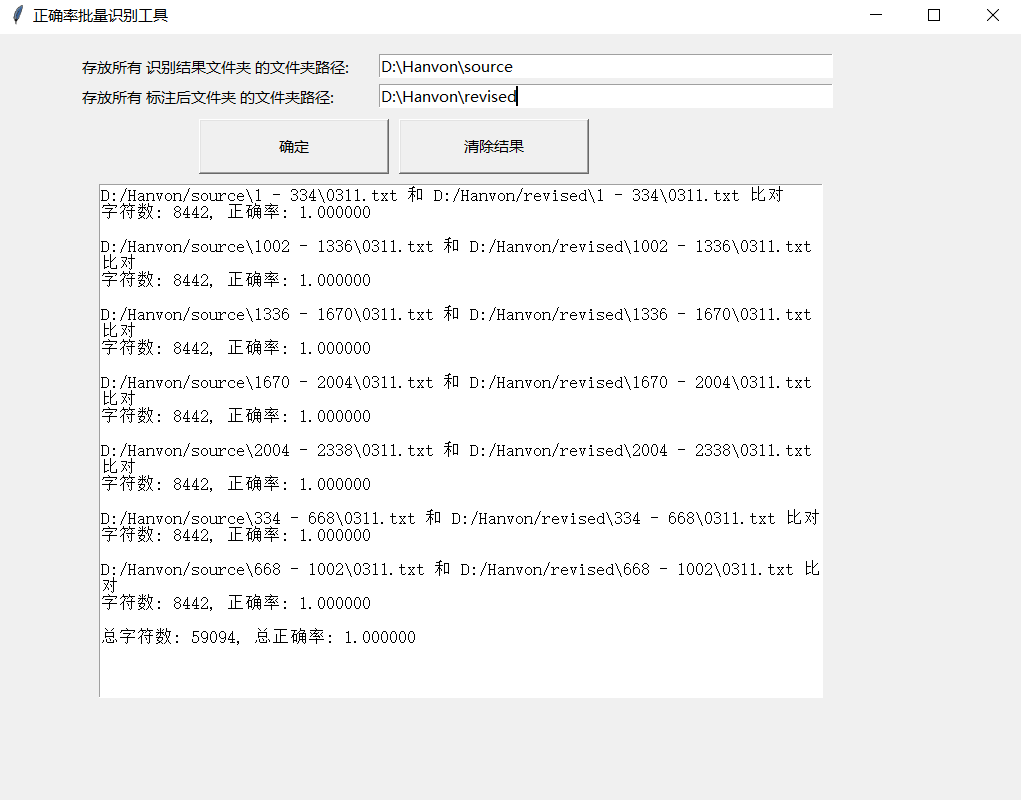 正确率批量识别工具
存放所有 识别结果文件夹 的文件夹路径: D:\Hanvon\source
存放所有 标注后文件夹 的文件夹路径: D:\Hanvon\revised
确定 清除结果
D:/Hanvon/source\1 - 334\0311.txt 和 D:/Hanvon/revised\1 - 334\0311.txt 比对
字符数: 8442, 正确率: 1.000000
D:/Hanvon/source\1002 - 1336\0311.txt 和 D:/Hanvon/revised\1002 - 1336\0311.txt
比对
字符数: 8442, 正确率: 1.000000
D:/Hanvon/source\1336 - 1670\0311.txt 和 D:/Hanvon/revised\1336 - 1670\0311.txt
比对
字符数: 8442, 正确率: 1.000000
D:/Hanvon/source\1670 - 2004\0311.txt 和 D:/Hanvon/revised\1670 - 2004\0311.txt
比对
字符数: 8442, 正确率: 1.000000
D:/Hanvon/source\2004 - 2338\0311.txt 和 D:/Hanvon/revised\2004 - 2338\0311.txt
比对
字符数: 8442, 正确率: 1.000000
D:/Hanvon/source\334 - 668\0311.txt 和 D:/Hanvon/revised\334 - 668\0311.txt 比对
字符数: 8442, 正确率: 1.000000
D:/Hanvon/source\668 - 1002\0311.txt 和 D:/Hanvon/revised\668 - 1002\0311.txt 比
对
字符数: 8442, 正确率: 1.000000
总字符数: 59094, 总正确率: 1.000000